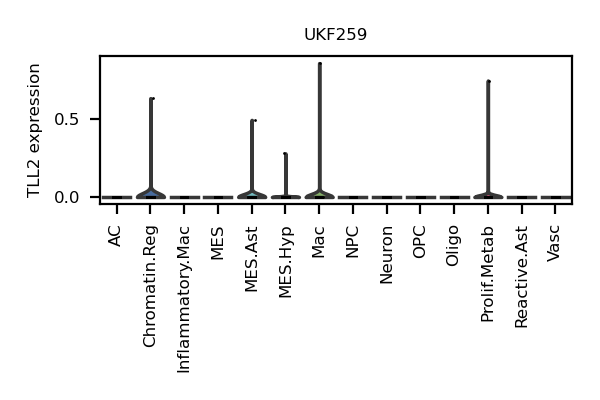 UKF259
TLL2 expression
0.5
0.0
AC
Chromatin.Reg
Inflammatory.Mac
MES
MES.Ast
MES.Hyp
Mac
NPC
Neuron
OPC
Oligo
Prolif.Metab
Reactive.Ast
Vasc